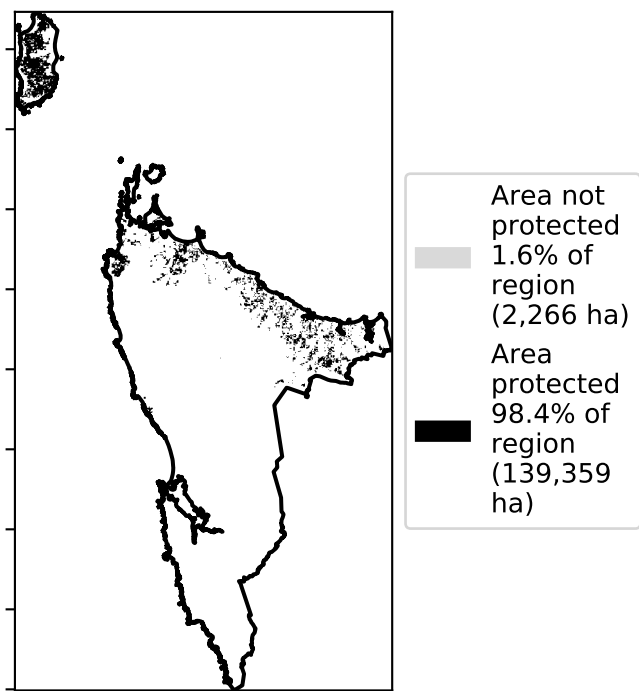 Area not
protected
1.6% of
region
(2,266 ha)
Area
protected
98.4% of
region
(139,359
ha)